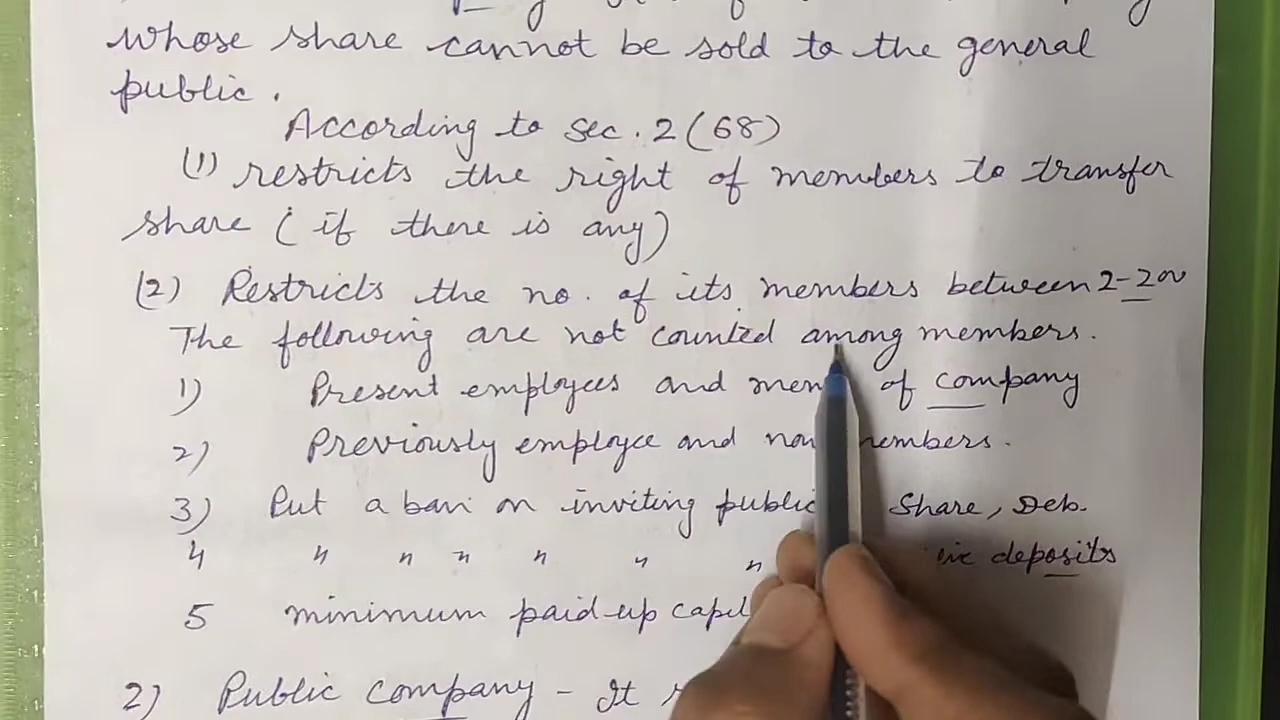 whose share cannot be sold to the general
public.
According to sec. 2(68)
(1) restricts the right of members to transfer
share (if there is any)
(2) Restricts the no. of its members between 2-200
The following are not counted among members.
1) Present employees and of company
2) Previously employee and members.
3) Put a ban on inviting public Share, Deb.
4 " " " " " " deposits
5 minimum paid-up
2) Public company - It